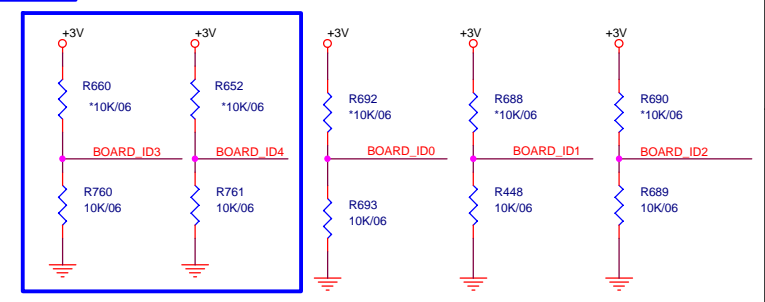 +3V +3V +3V +3V +3V
R660 R652 R692 R688 R690
*10K/06 *10K/06 *10K/06 *10K/06 *10K/06
BOARD_ID3 BOARD_ID4 BOARD_ID0 BOARD_ID1 BOARD_ID2
R760 R761 R693 R448 R689
10K/06 10K/06 10K/06 10K/06 10K/06